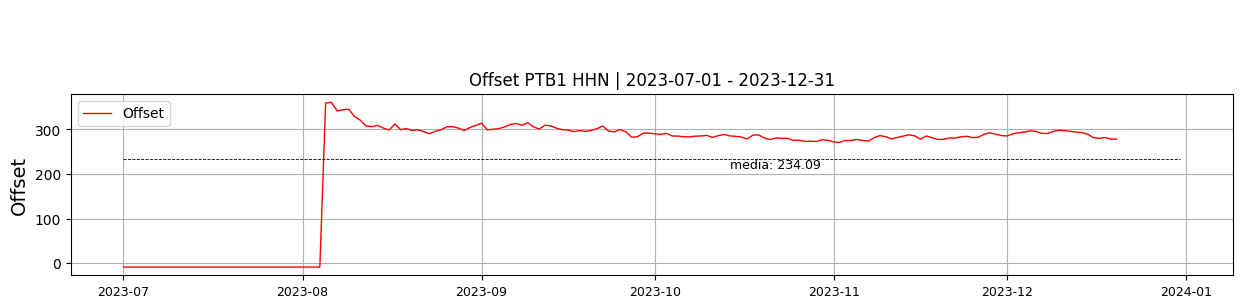 Offset PTB1 HHN | 2023-07-01 - 2023-12-31
Offset
Offset
300
200
100
0
media: 234.09
2023-07
2023-08
2023-09
2023-10
2023-11
2023-12
2024-01